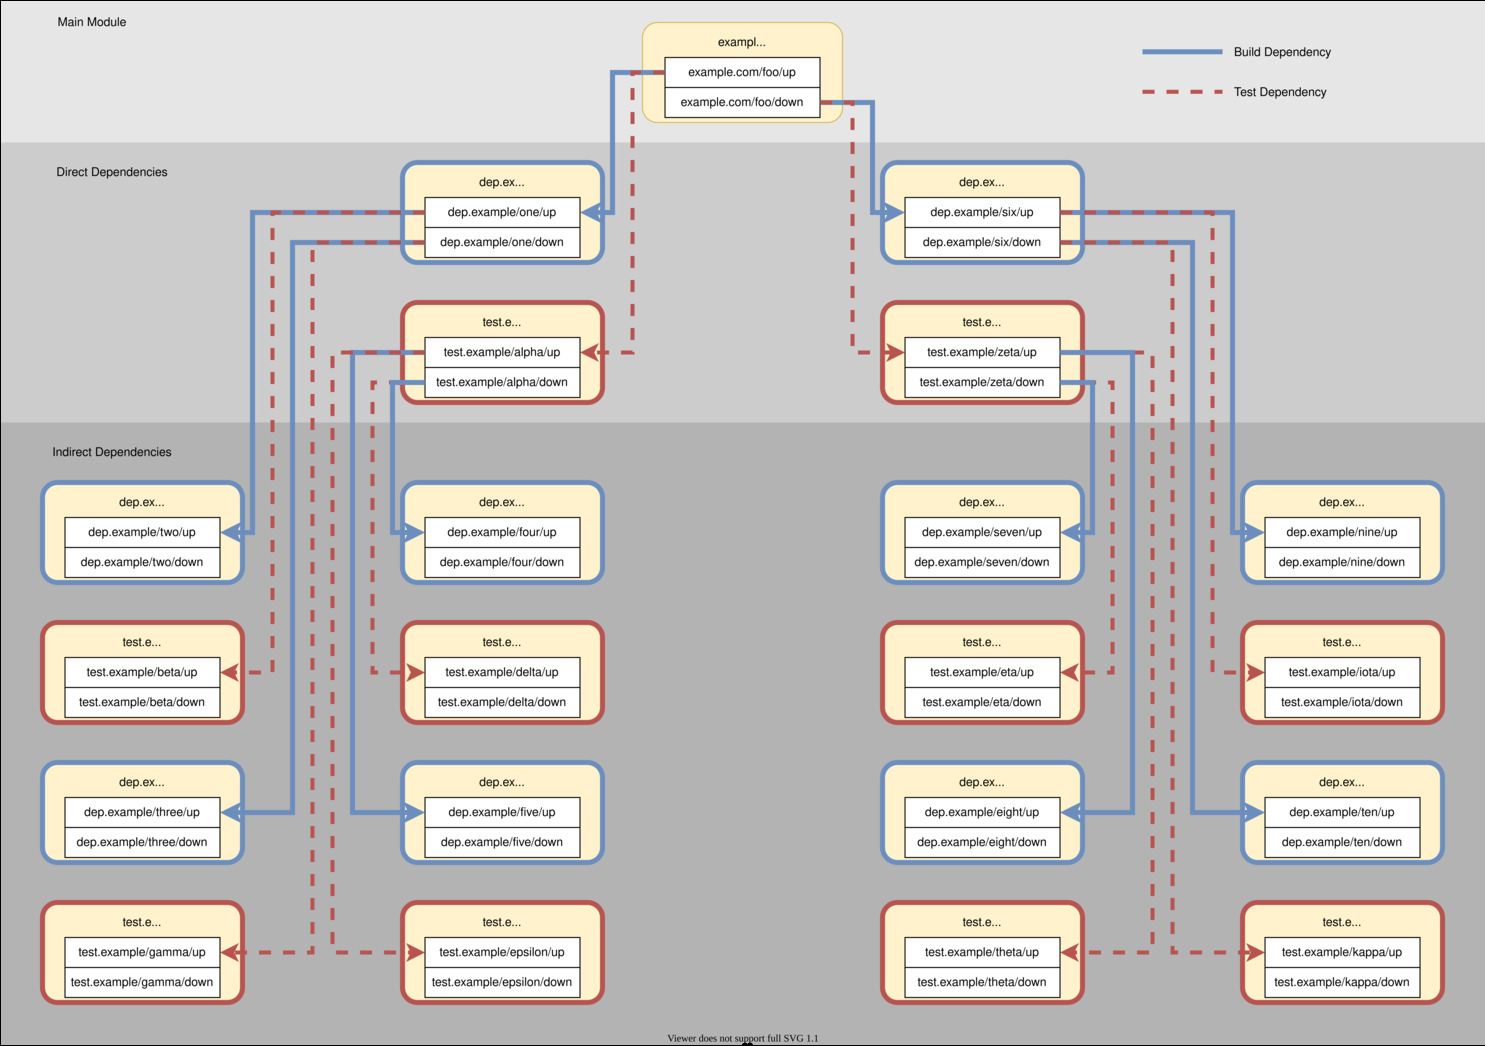 Main Module
exampl...
example.com/foo/up
example.com/foo/down
Build Dependency
Test Dependency
Direct Dependencies
dep.ex...
dep.example/one/up
dep.example/one/down
dep.ex...
dep.example/six/up
dep.example/six/down
test.e...
test.example/alpha/up
test.example/alpha/down
test.e...
test.example/zeta/up
test.example/zeta/down
Indirect Dependencies
dep.ex...
dep.example/two/up
dep.example/two/down
dep.ex...
dep.example/four/up
dep.example/four/down
dep.ex...
dep.example/seven/up
dep.example/seven/down
dep.ex...
dep.example/nine/up
dep.example/nine/down
test.e...
test.example/beta/up
test.example/beta/down
test.e...
test.example/delta/up
test.example/delta/down
test.e...
test.example/eta/up
test.example/eta/down
test.e...
test.example/iota/up
test.example/iota/down
dep.ex...
dep.example/three/up
dep.example/three/down
dep.ex...
dep.example/five/up
dep.example/five/down
dep.ex...
dep.example/eight/up
dep.example/eight/down
dep.ex...
dep.example/ten/up
dep.example/ten/down
test.e...
test.example/gamma/up
test.example/gamma/down
test.e...
test.example/epsilon/up
test.example/epsilon/down
test.e...
test.example/theta/up
test.example/theta/down
test.e...
test.example/kappa/up
test.example/kappa/down
Viewer does not support full SVG 1.1